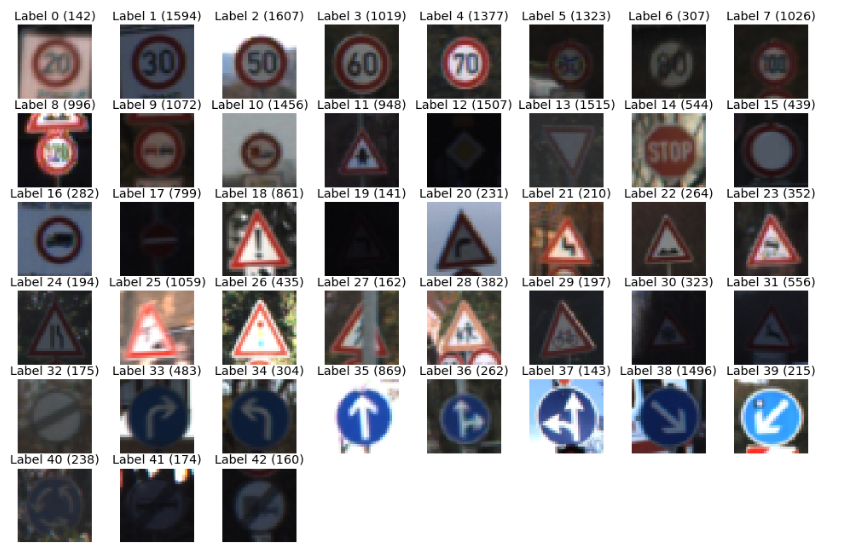 Label 0 (142) Label 1 (1594) Label 2 (1607) Label 3 (1019) Label 4 (1377) Label 5 (1323) Label 6 (307) Label 7 (1026)
20 30 50 60 70 80 80 100
Label 8 (996) Label 9 (1072) Label 10 (1456) Label 11 (948) Label 12 (1507) Label 13 (1515) Label 14 (544) Label 15 (439)
120 STOP
Label 16 (282) Label 17 (799) Label 18 (861) Label 19 (141) Label 20 (231) Label 21 (210) Label 22 (264) Label 23 (352)
Label 24 (194) Label 25 (1059) Label 26 (435) Label 27 (162) Label 28 (382) Label 29 (197) Label 30 (323) Label 31 (556)
Label 32 (175) Label 33 (483) Label 34 (304) Label 35 (869) Label 36 (262) Label 37 (143) Label 38 (1496) Label 39 (215)
Label 40 (238) Label 41 (174) Label 42 (160)